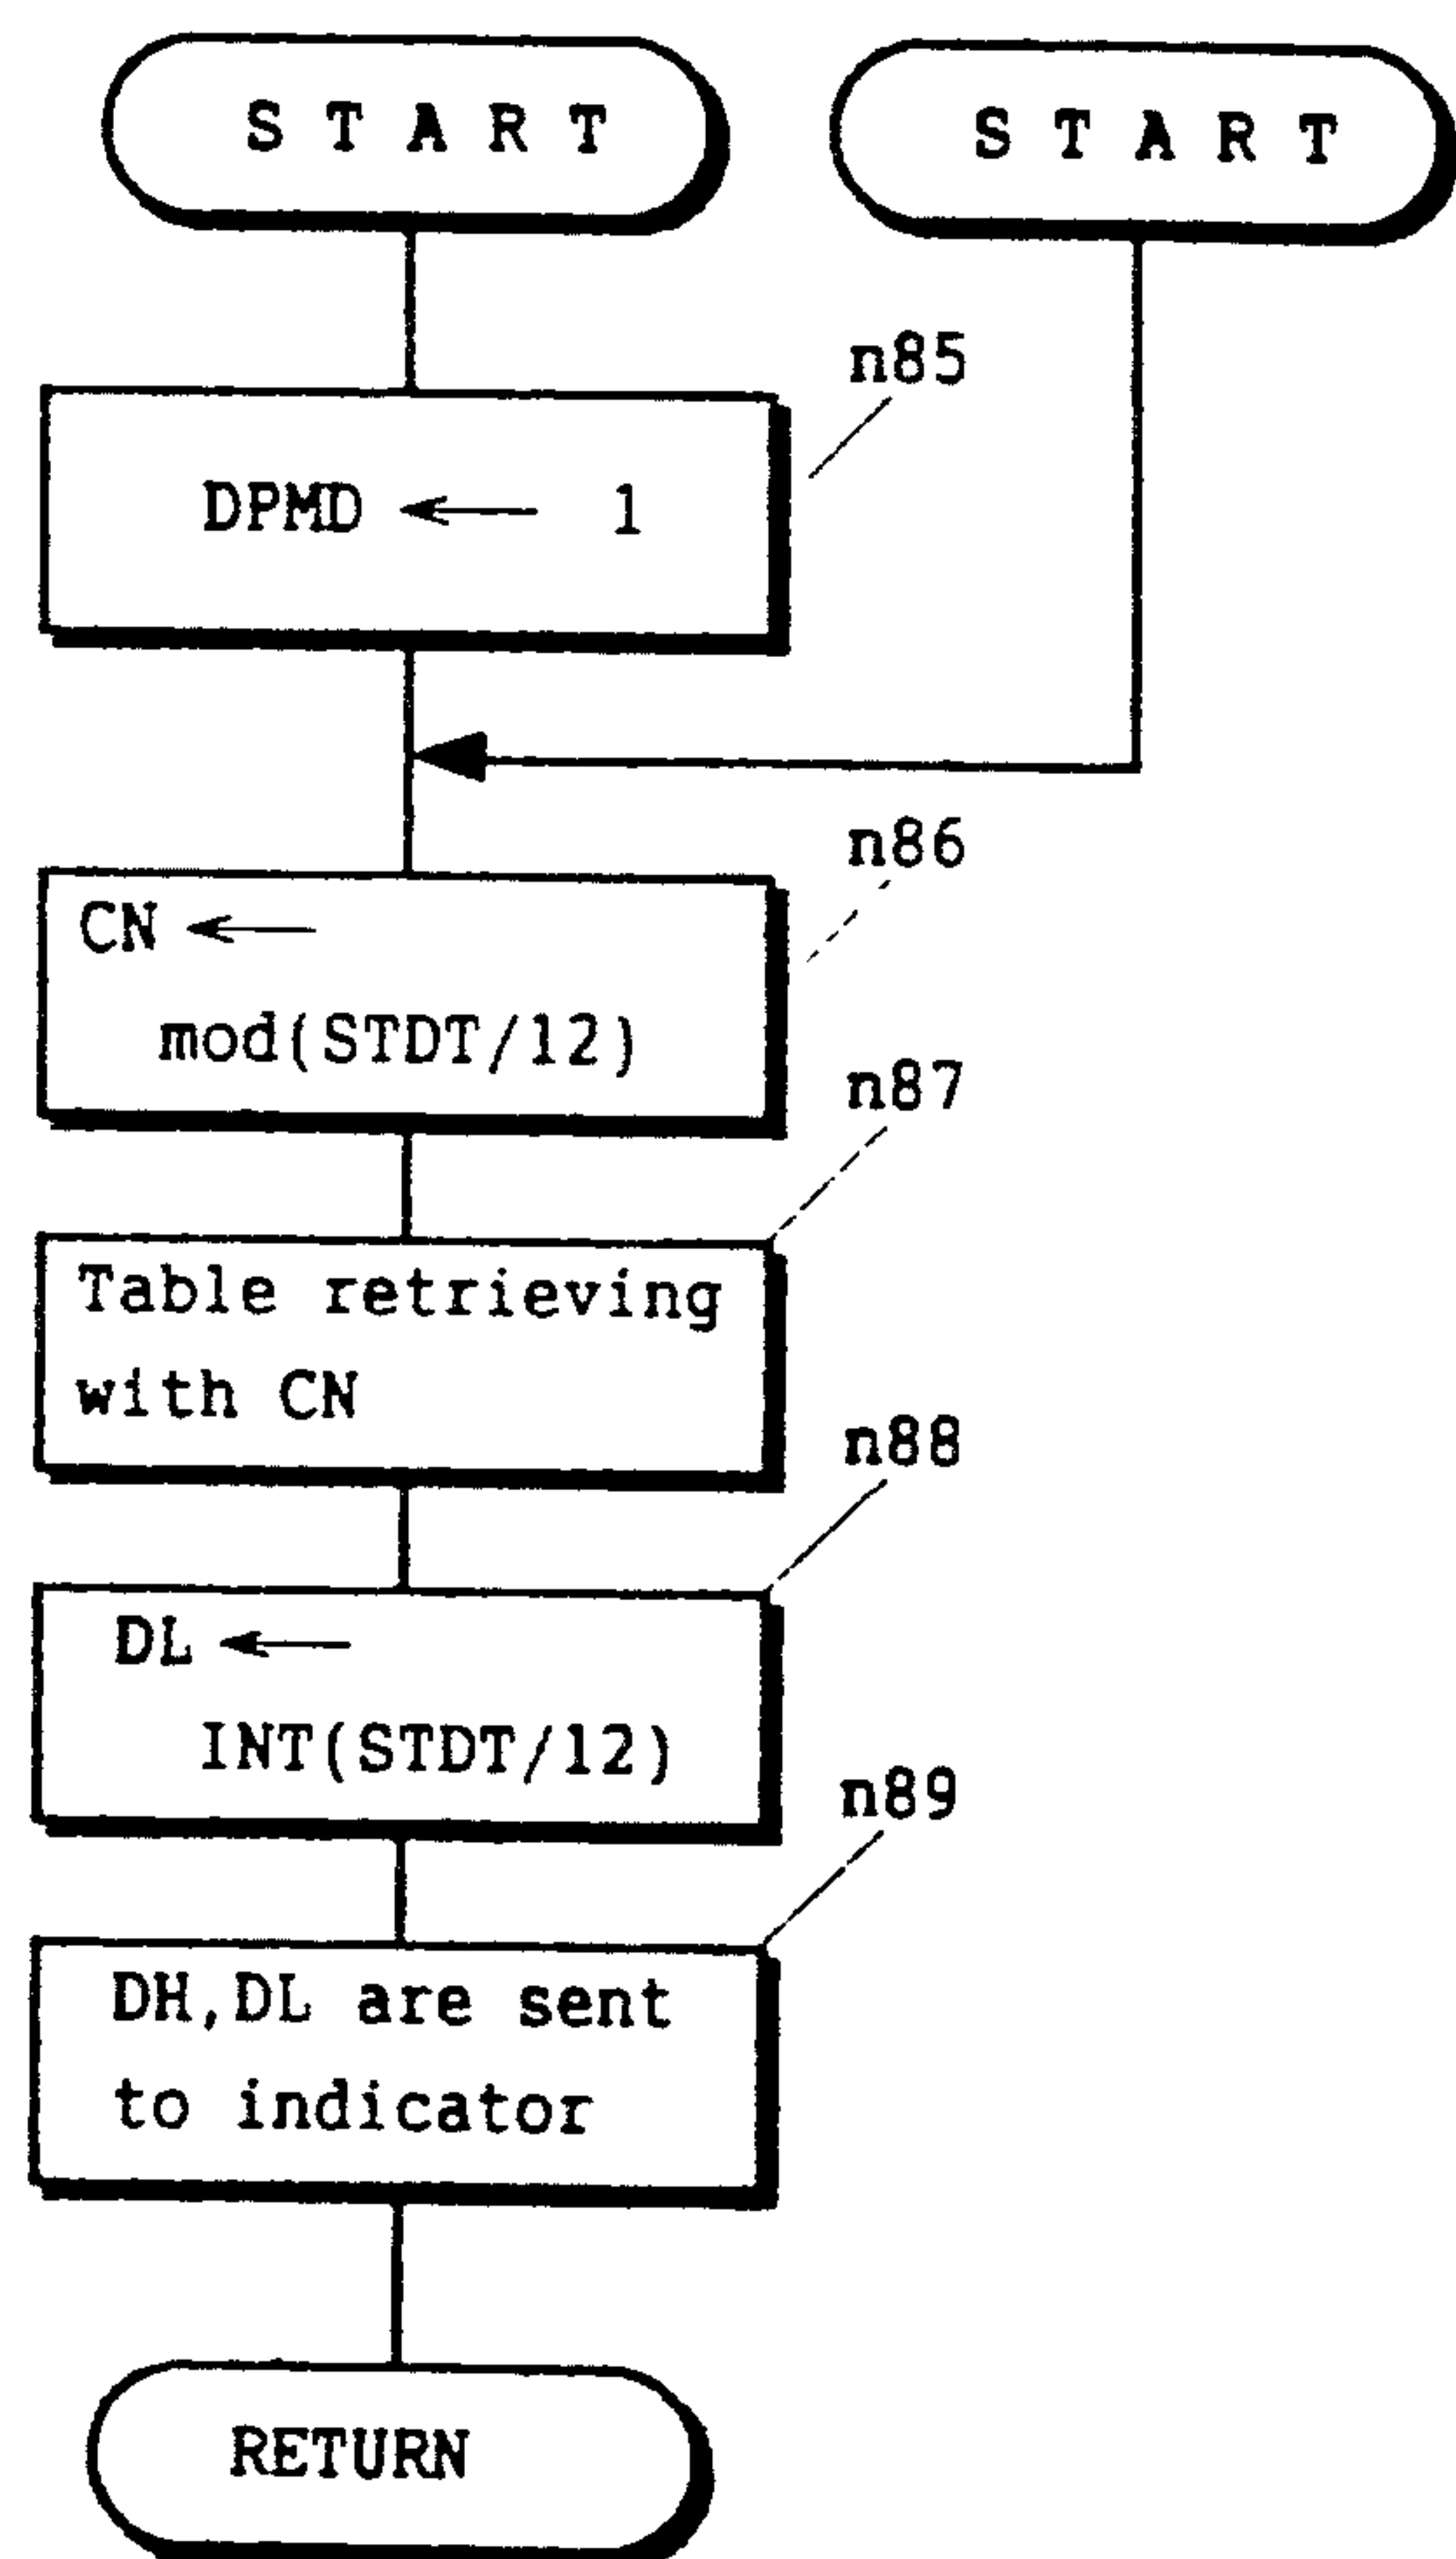 START
START
n85
DPMD ← 1
n86
CN ←
mod(STDT/12)
n87
Table retrieving
with CN
n88
DL ←
INT(STDT/12)
n89
DH,DL are sent
to indicator
RETURN